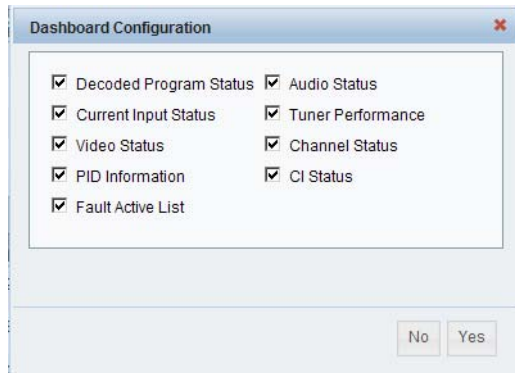 Dashboard Configuration
Decoded Program Status Audio Status
Current Input Status Tuner Performance
Video Status Channel Status
PID Information CI Status
Fault Active List
No Yes